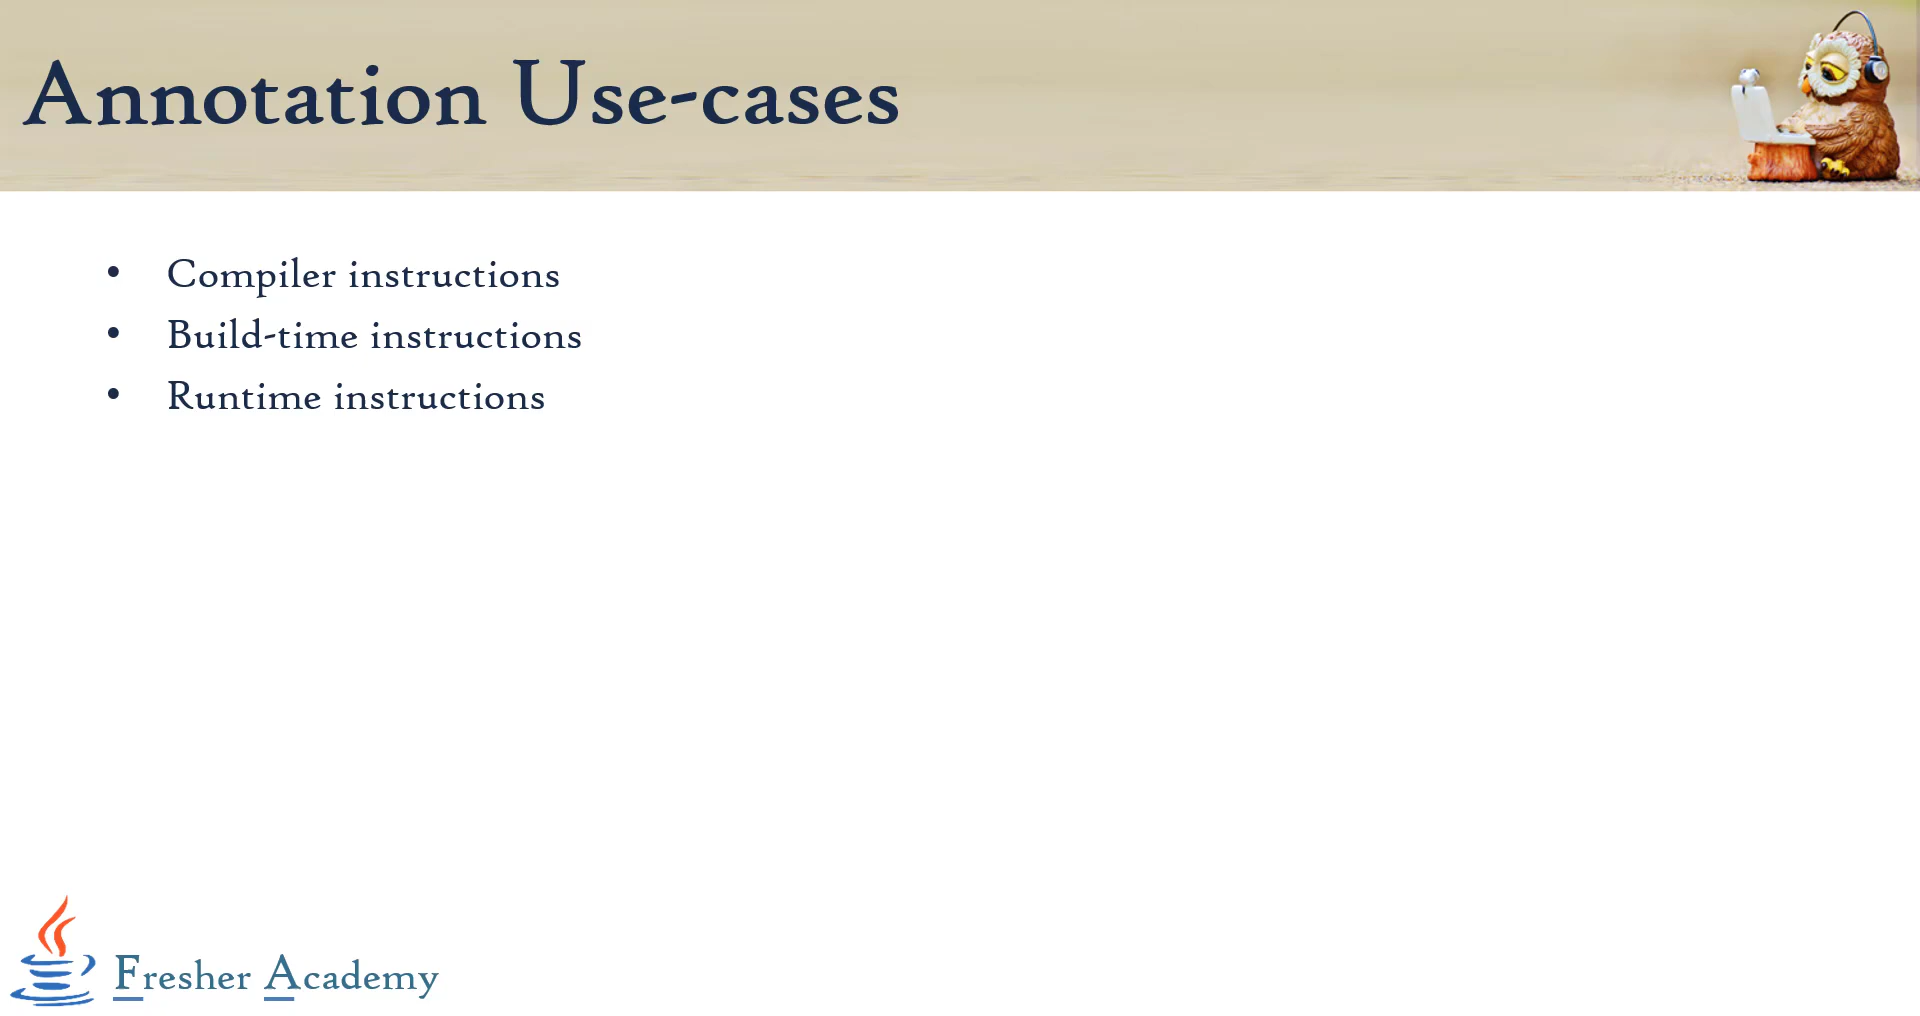 Annotation Use-cases
• Compiler instructions
• Build-time instructions
• Runtime instructions
Fresher Academy